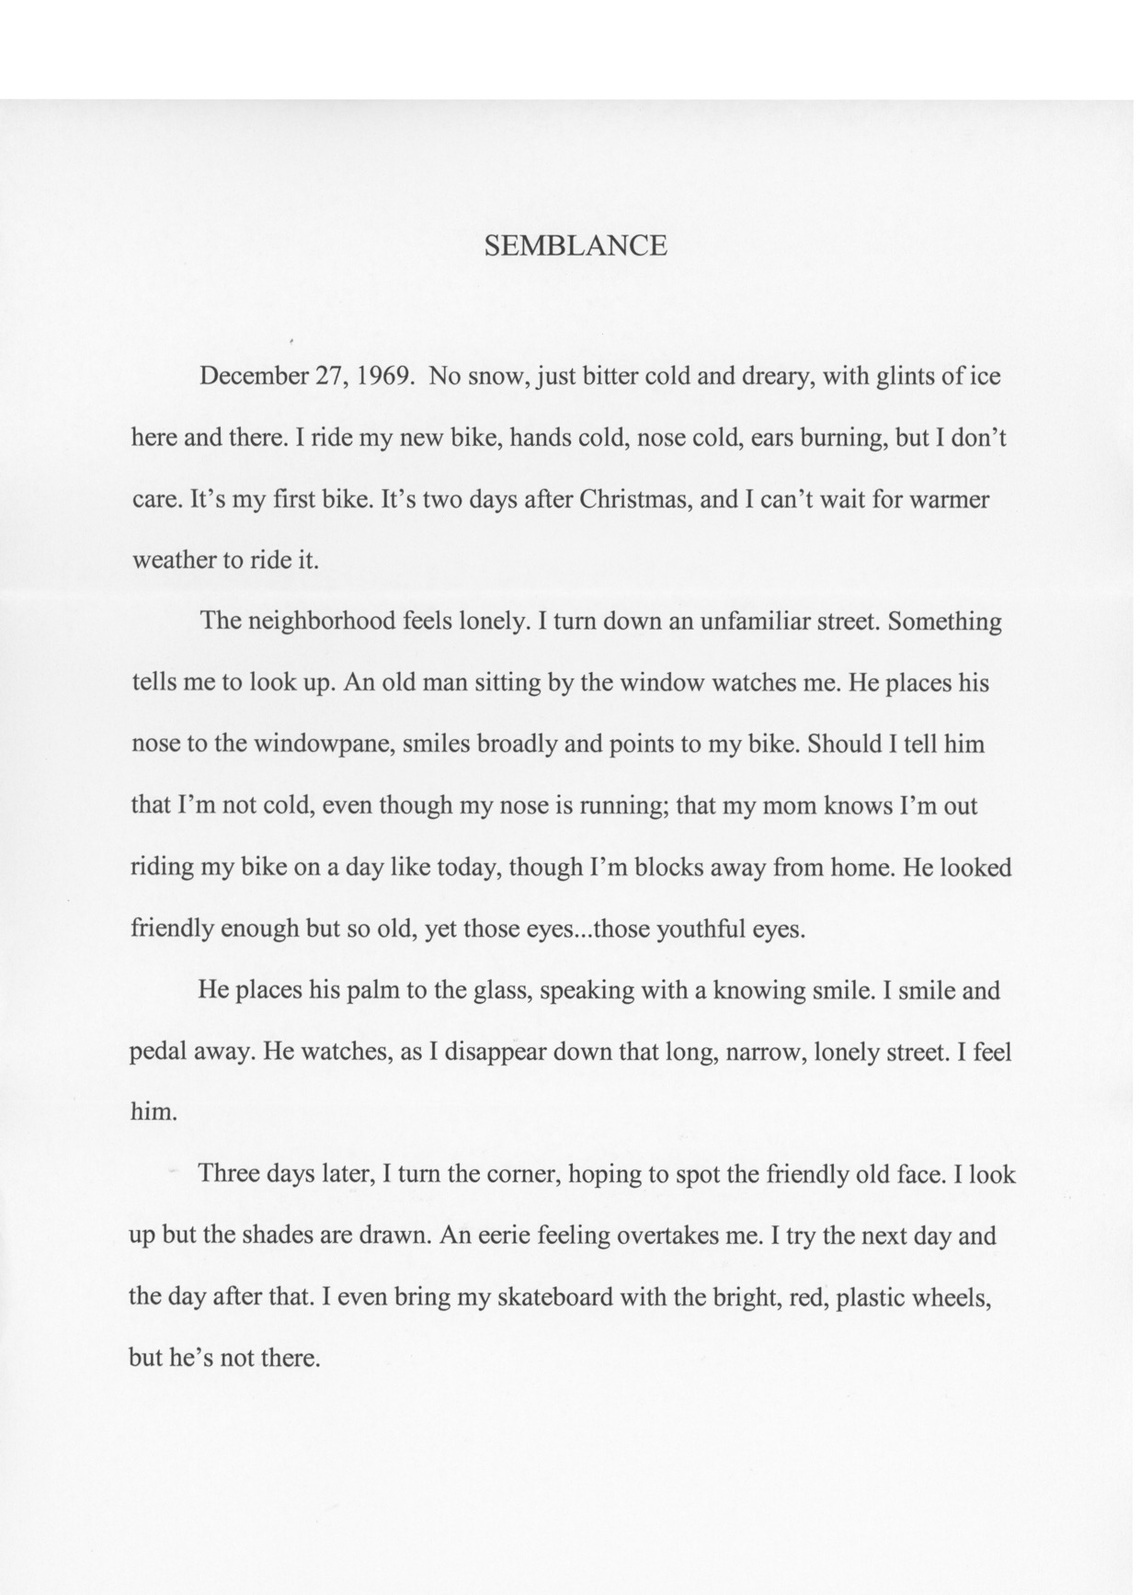 SEMBLANCE
December 27, 1969.  No snow, just bitter cold and dreary, with glints of ice
here and there. I ride my new bike, hands cold, nose cold, ears burning, but I don’t
care. It’s my first bike. It’s two days after Christmas, and I can’t wait for warmer
weather to ride it.
The neighborhood feels lonely. I turn down an unfamiliar street. Something
tells me to look up. An old man sitting by the window watches me. He places his
nose to the windowpane, smiles broadly and points to my bike. Should I tell him
that I’m not cold, even though my nose is running; that my mom knows I’m out
riding my bike on a day like today, though I’m blocks away from home. He looked
friendly enough but so old, yet those eyes...those youthful eyes.
He places his palm to the glass, speaking with a knowing smile. I smile and
pedal away. He watches, as I disappear down that long, narrow, lonely street. I feel
him.
Three days later, I turn the corner, hoping to spot the friendly old face. I look
up but the shades are drawn. An eerie feeling overtakes me. I try the next day and
the day after that. I even bring my skateboard with the bright, red, plastic wheels,
but he’s not there.